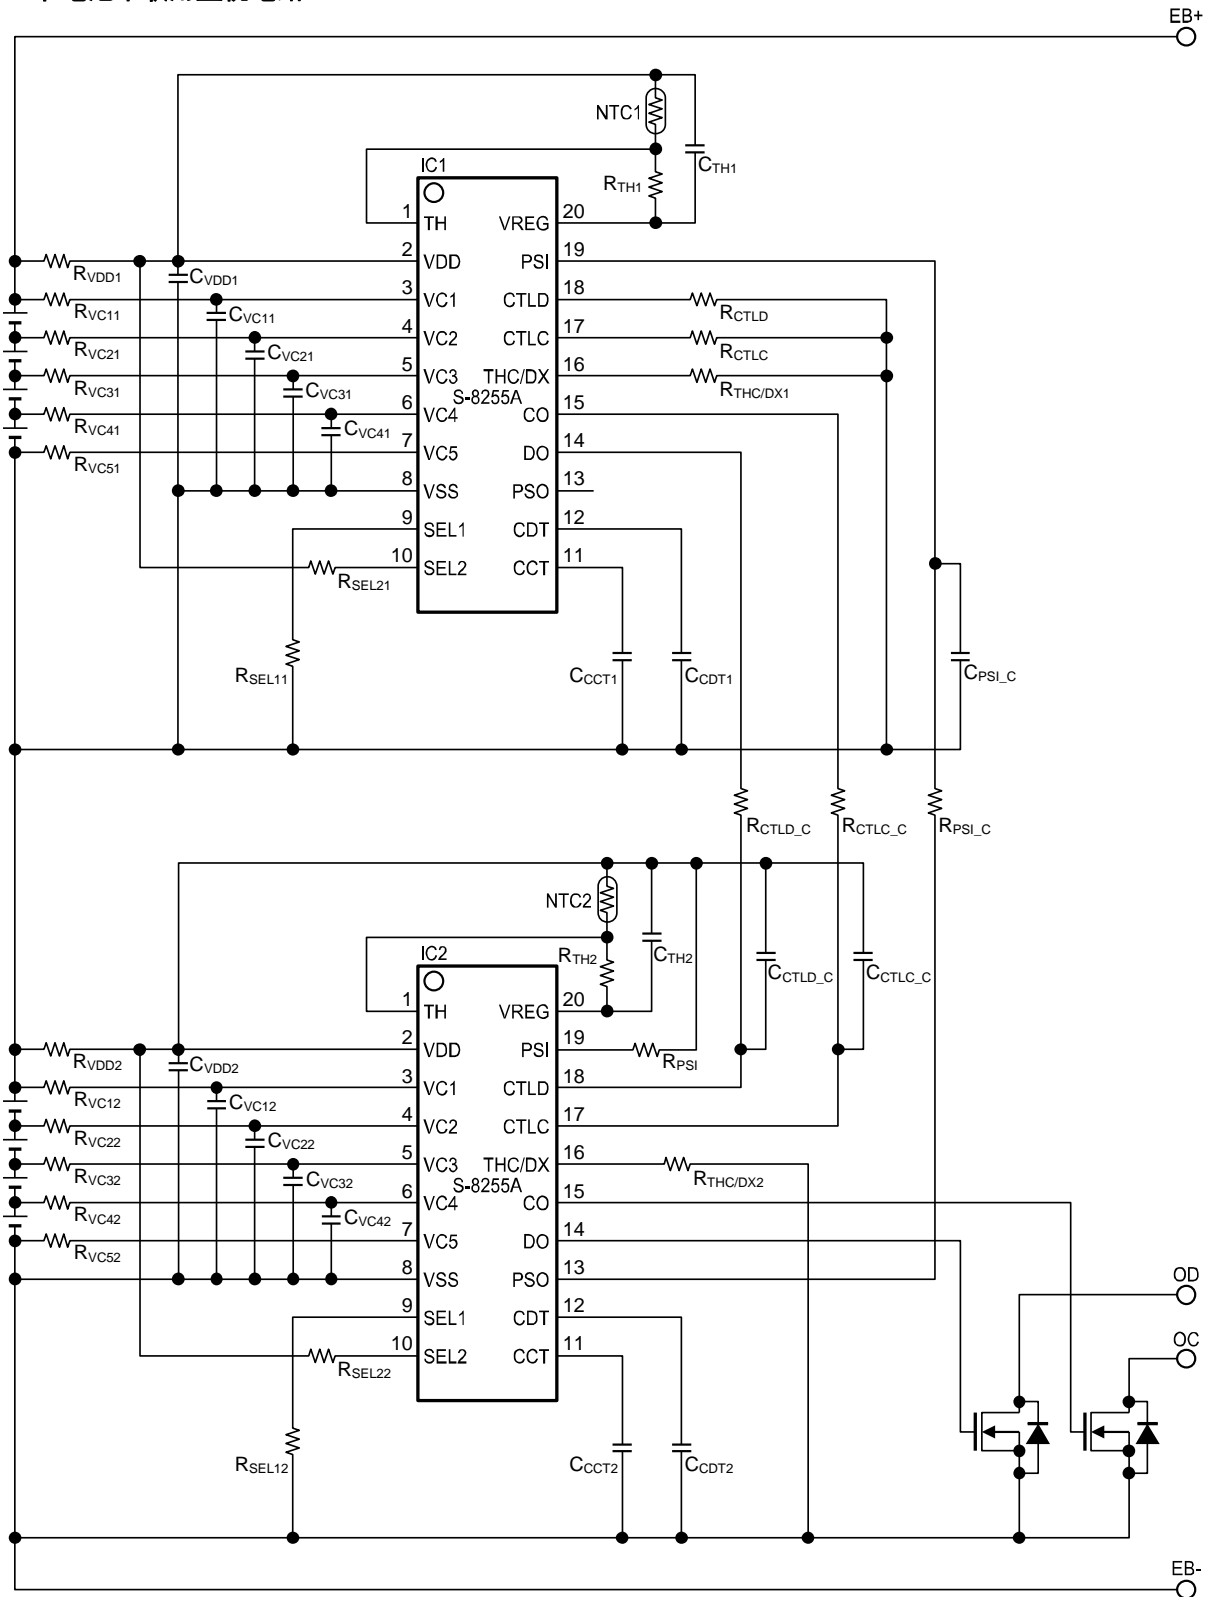 EB+
NTC1
CTH1
IC1
RTH1
1 TH VREG 20
2 VDD PSI 19
RVDD1 CVDD1
3 VC1 CTLD 18
RVC11 CVC11 RCTLD
4 VC2 CTLC 17
RVC21 CVC21 RCTLC
5 VC3 THC/DX 16
S-8255A
RVC31 CVC31 RTHC/DX1
6 VC4 CO 15
RVC41 CVC41
7 VC5 DO 14
RVC51
8 VSS PSO 13
9 SEL1 CDT 12
10 SEL2 CCT 11
RSEL21
RSEL11 CCCT1 CCDT1 CPSI_C
RCTLD_C RCTLC_C RPSI_C
NTC2
IC2
RTH2 CTH2 CCTLD_C CCTLC_C
1 TH VREG 20
2 VDD PSI 19
RVDD2 CVDD2 RPSI
3 VC1 CTLD 18
RVC12 CVC12
4 VC2 CTLC 17
RVC22 CVC22
5 VC3 THC/DX 16
S-8255A
RVC32 CVC32 RTHC/DX2
6 VC4 CO 15
RVC42 CVC42
7 VC5 DO 14
RVC52
8 VSS PSO 13
OD
9 SEL1 CDT 12
OC
10 SEL2 CCT 11
RSEL22
RSEL12 CCCT2 CCDT2
EB-